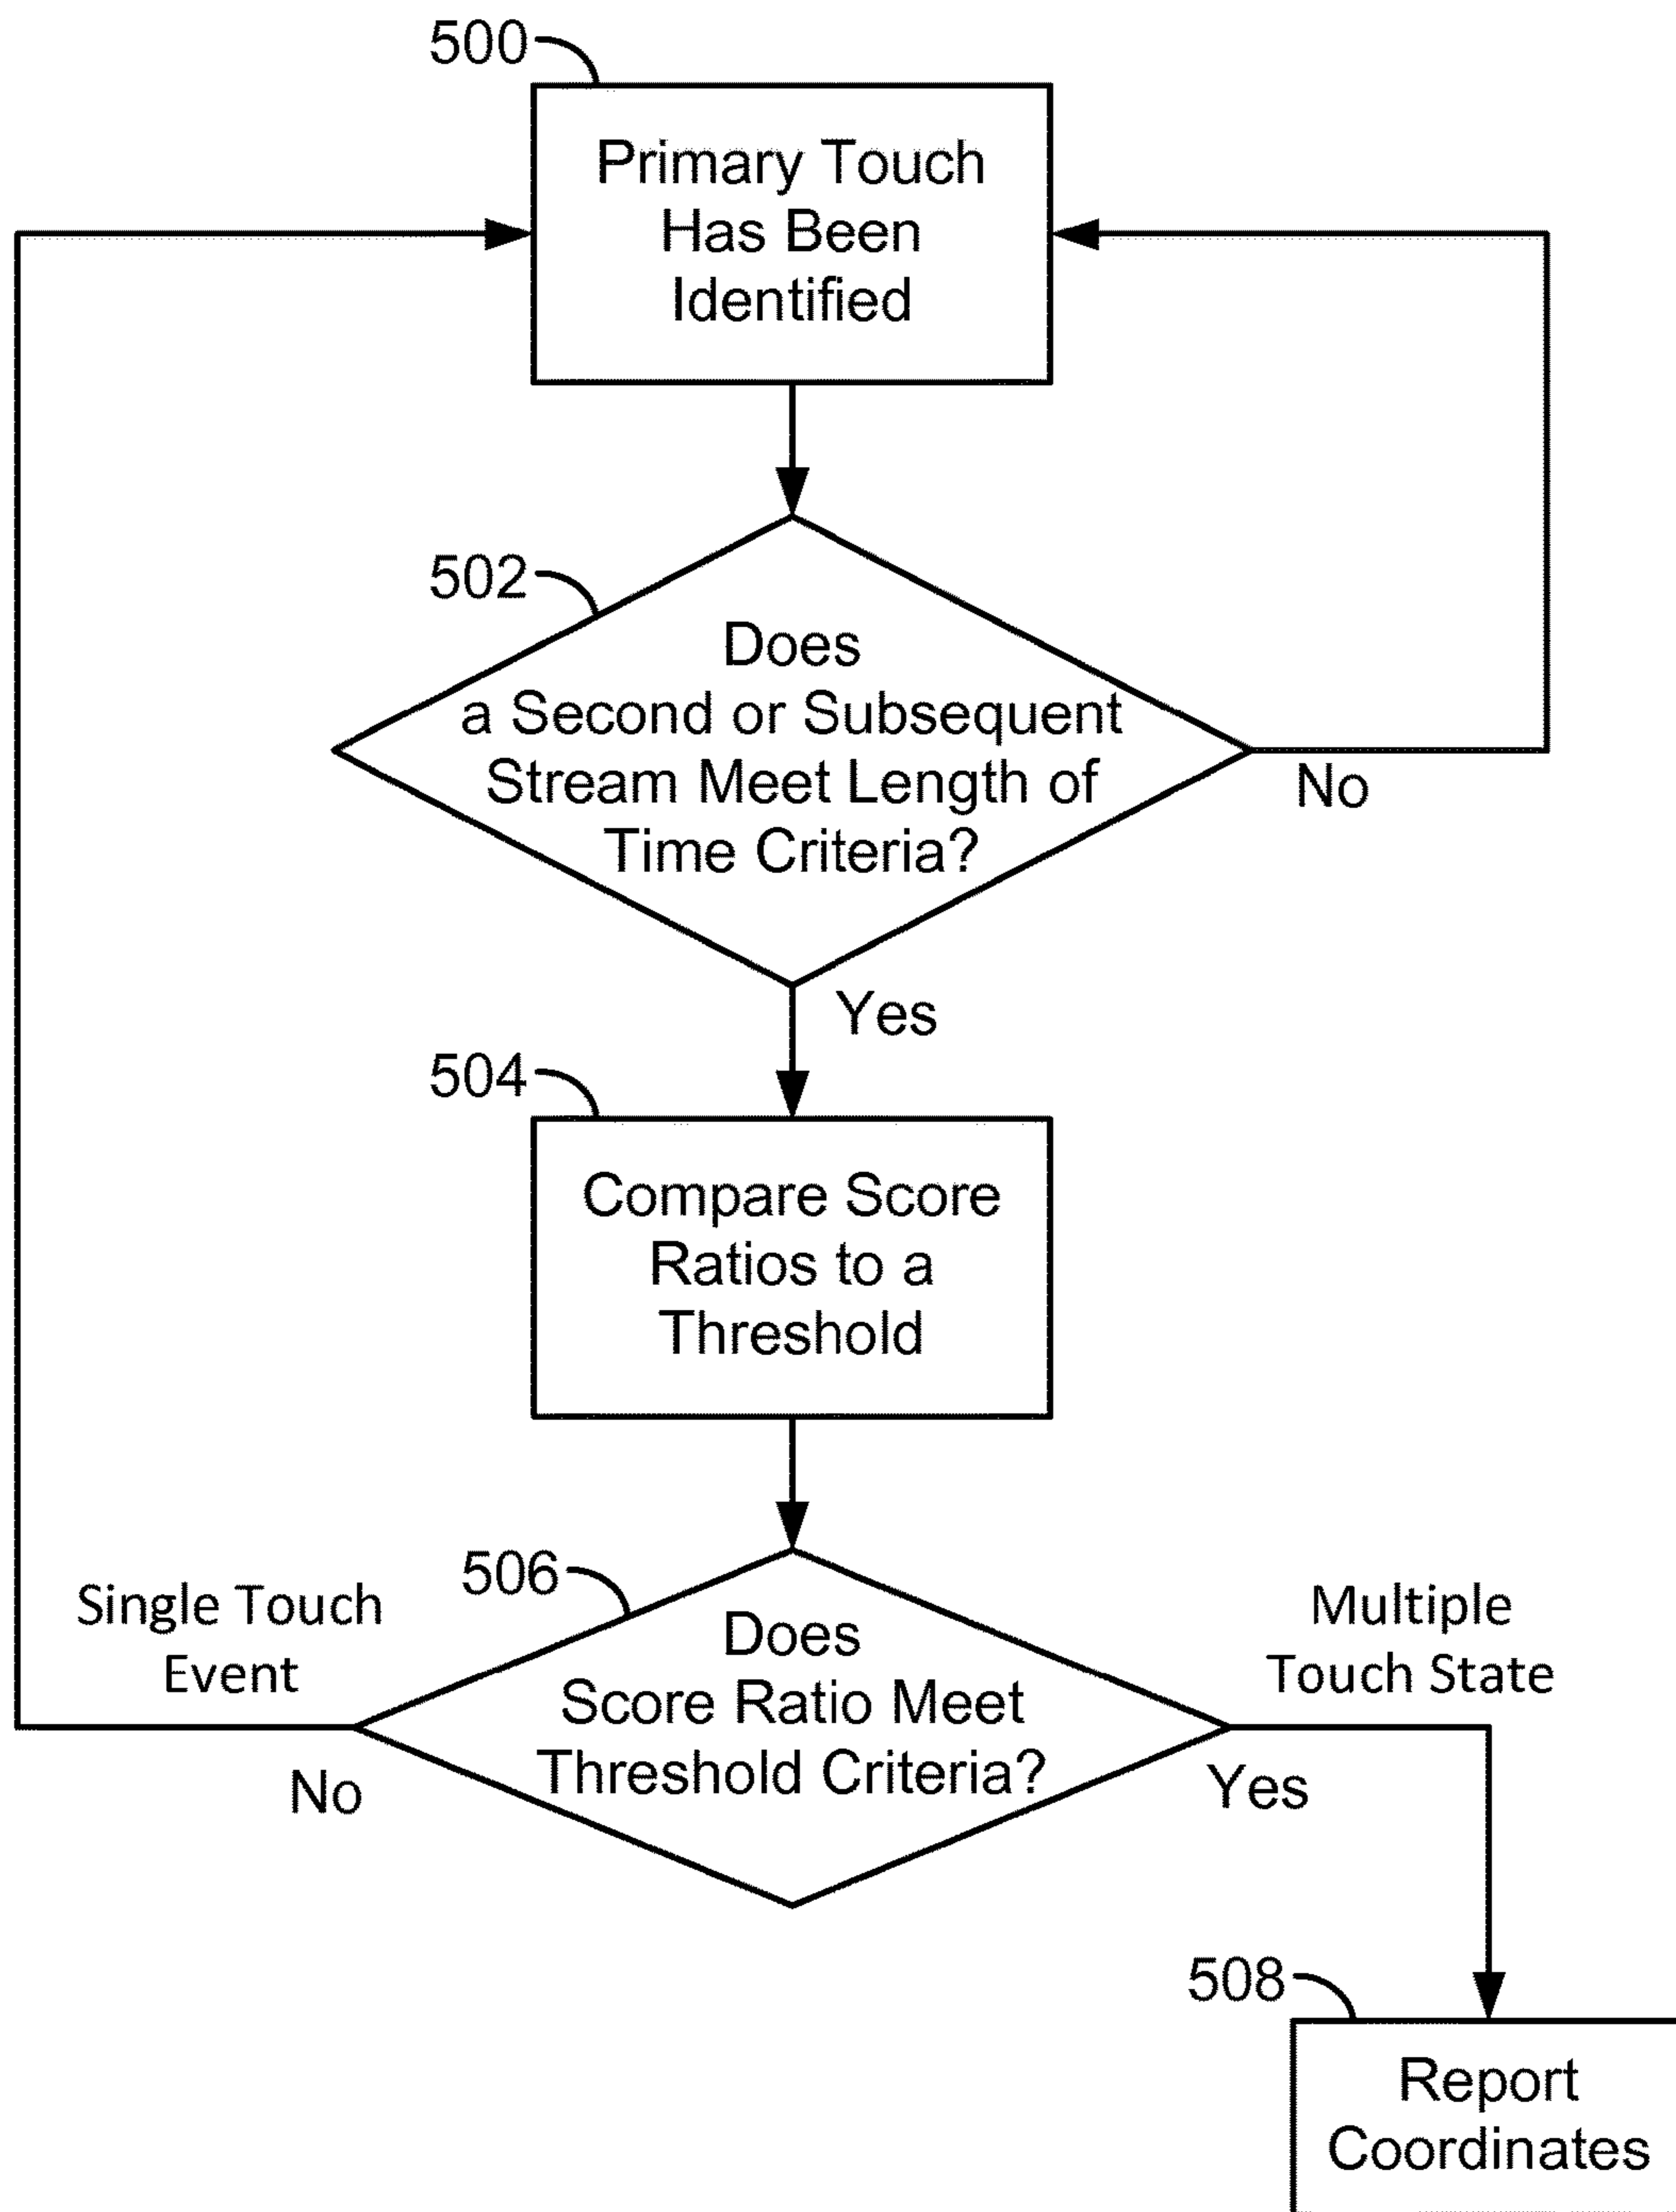 500
Primary Touch
Has Been
Identified
502
Does
a Second or Subsequent
Stream Meet Length of
Time Criteria?
No
Yes
504
Compare Score
Ratios to a
Threshold
506
Single Touch
Event
Does
Score Ratio Meet
Threshold Criteria?
Multiple
Touch State
No
Yes
508
Report
Coordinates